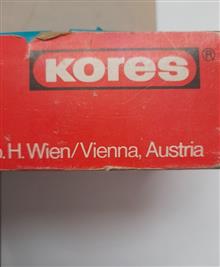 kores®
.H. Wien/Vienna, Austria